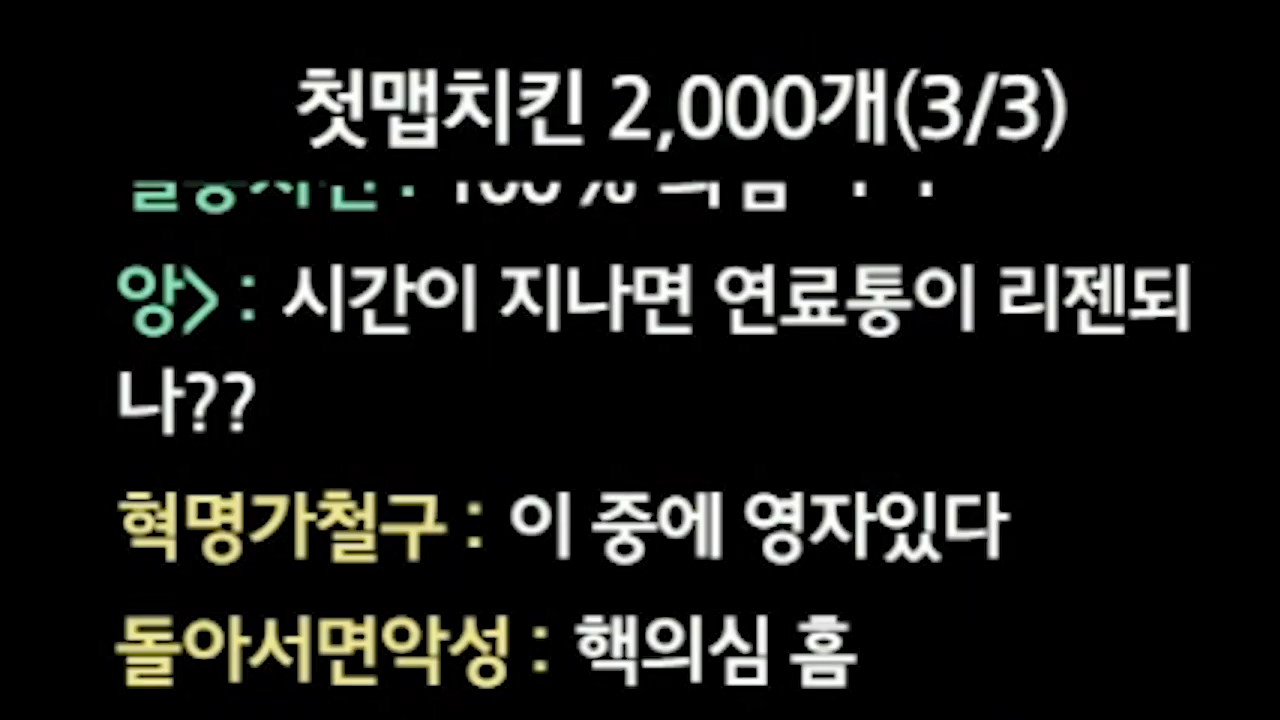 첫맵치킨 2,000개(3/3)
앙> : 시간이 지나면 연료통이 리젠되
나??
혁명가철구 : 이 중에 영자있다
돌아서면악성 : 핵의심 흠